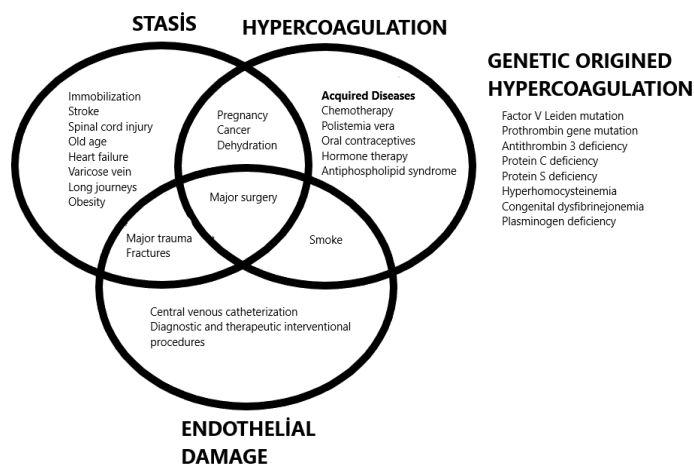 STASİS
HYPERCOAGULATION
GENETIC ORIGINED
HYPERCOAGULATION
Immobilization
Stroke
Spinal cord injury
Old age
Heart failure
Varicose vein
Long journeys
Obesity
Pregnancy
Cancer
Dehydration
Acquired Diseases
Chemotherapy
Polistemia vera
Oral contraceptives
Hormone therapy
Antiphospholipid syndrome
Factor V Leiden mutation
Prothrombin gene mutation
Antithrombin 3 deficiency
Protein C deficiency
Protein S deficiency
Hyperhomocysteinemia
Congenital dysfibrinejonemia
Plasminogen deficiency
Major surgery
Major trauma
Fractures
Smoke
Central venous catheterization
Diagnostic and therapeutic interventional
procedures
ENDOTHELİAL
DAMAGE